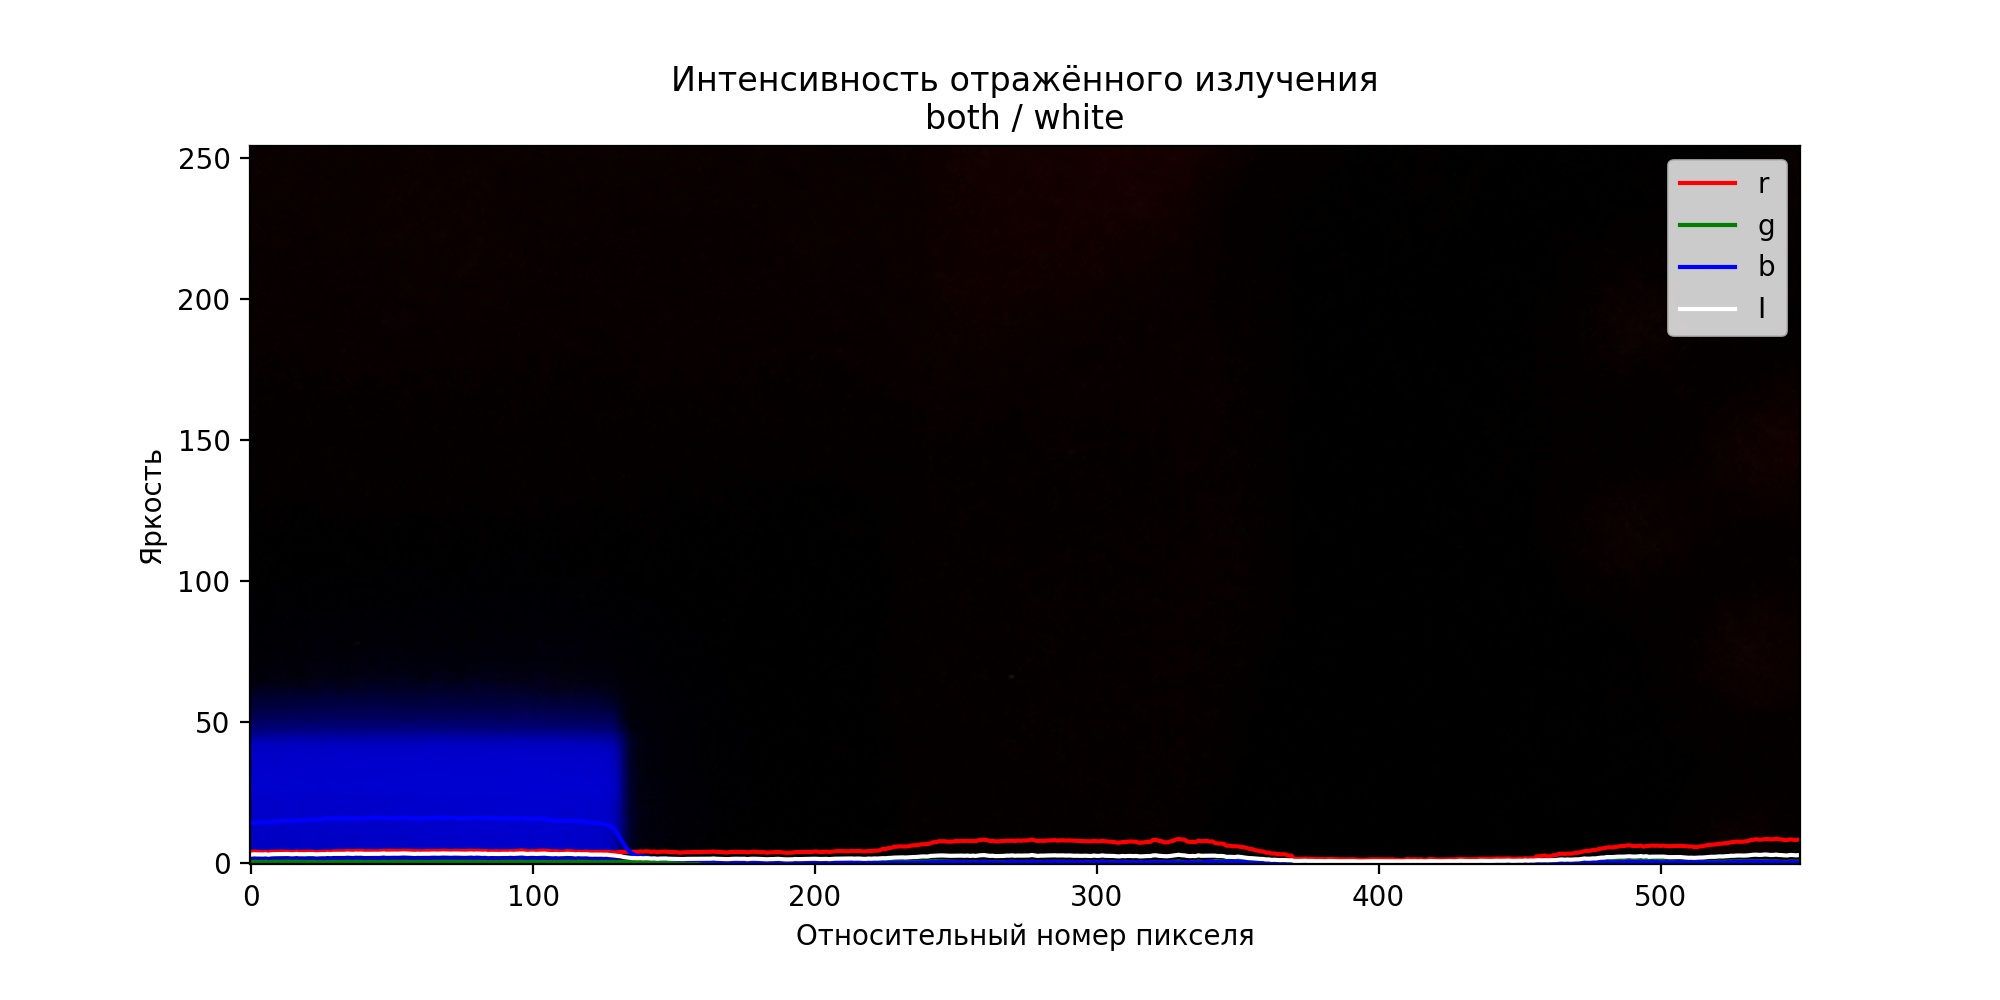 Интенсивность отражённого излучения
both / white
250
200
150
100
50
0
Яркость
r
g
b
l
0 100 200 300 400 500
Относительный номер пикселя